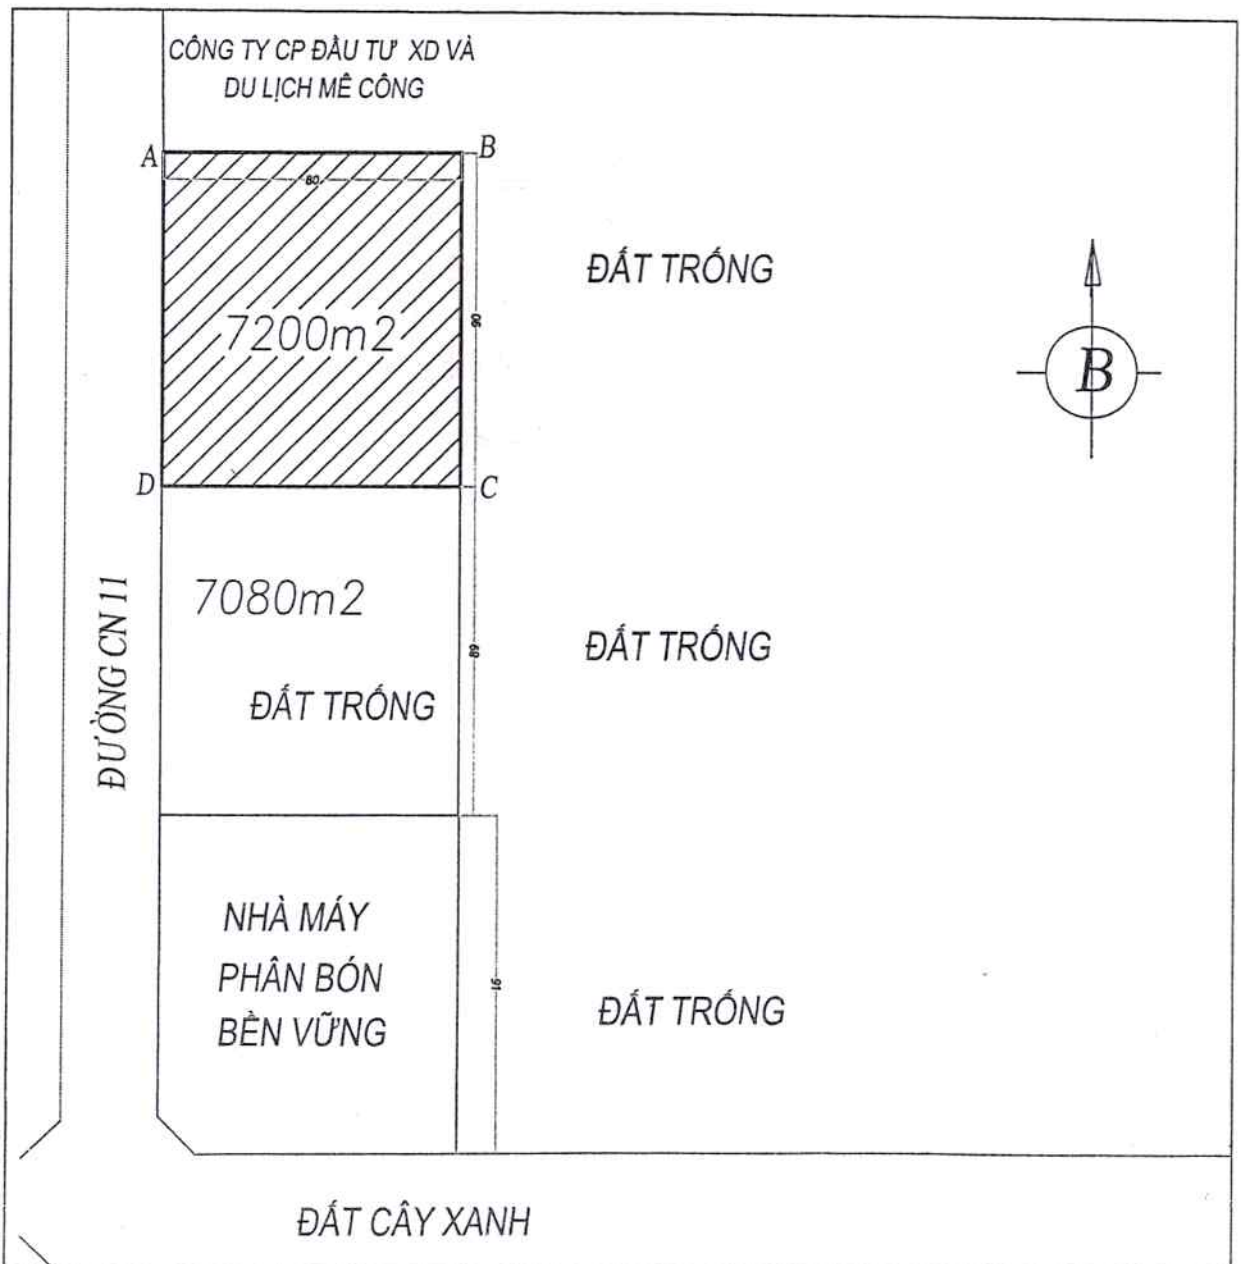 CÔNG TY CP ĐẦU TƯ XD VÀ
DU LỊCH MÊ CÔNG
A
B
80
ĐẤT TRỐNG
90
7200m2
B
D
C
7080m2
ĐƯỜNG CN 11
89
ĐẤT TRỐNG
ĐẤT TRỐNG
NHÀ MÁY
PHÂN BÓN
BỀN VỮNG
91
ĐẤT TRỐNG
ĐẤT CÂY XANH